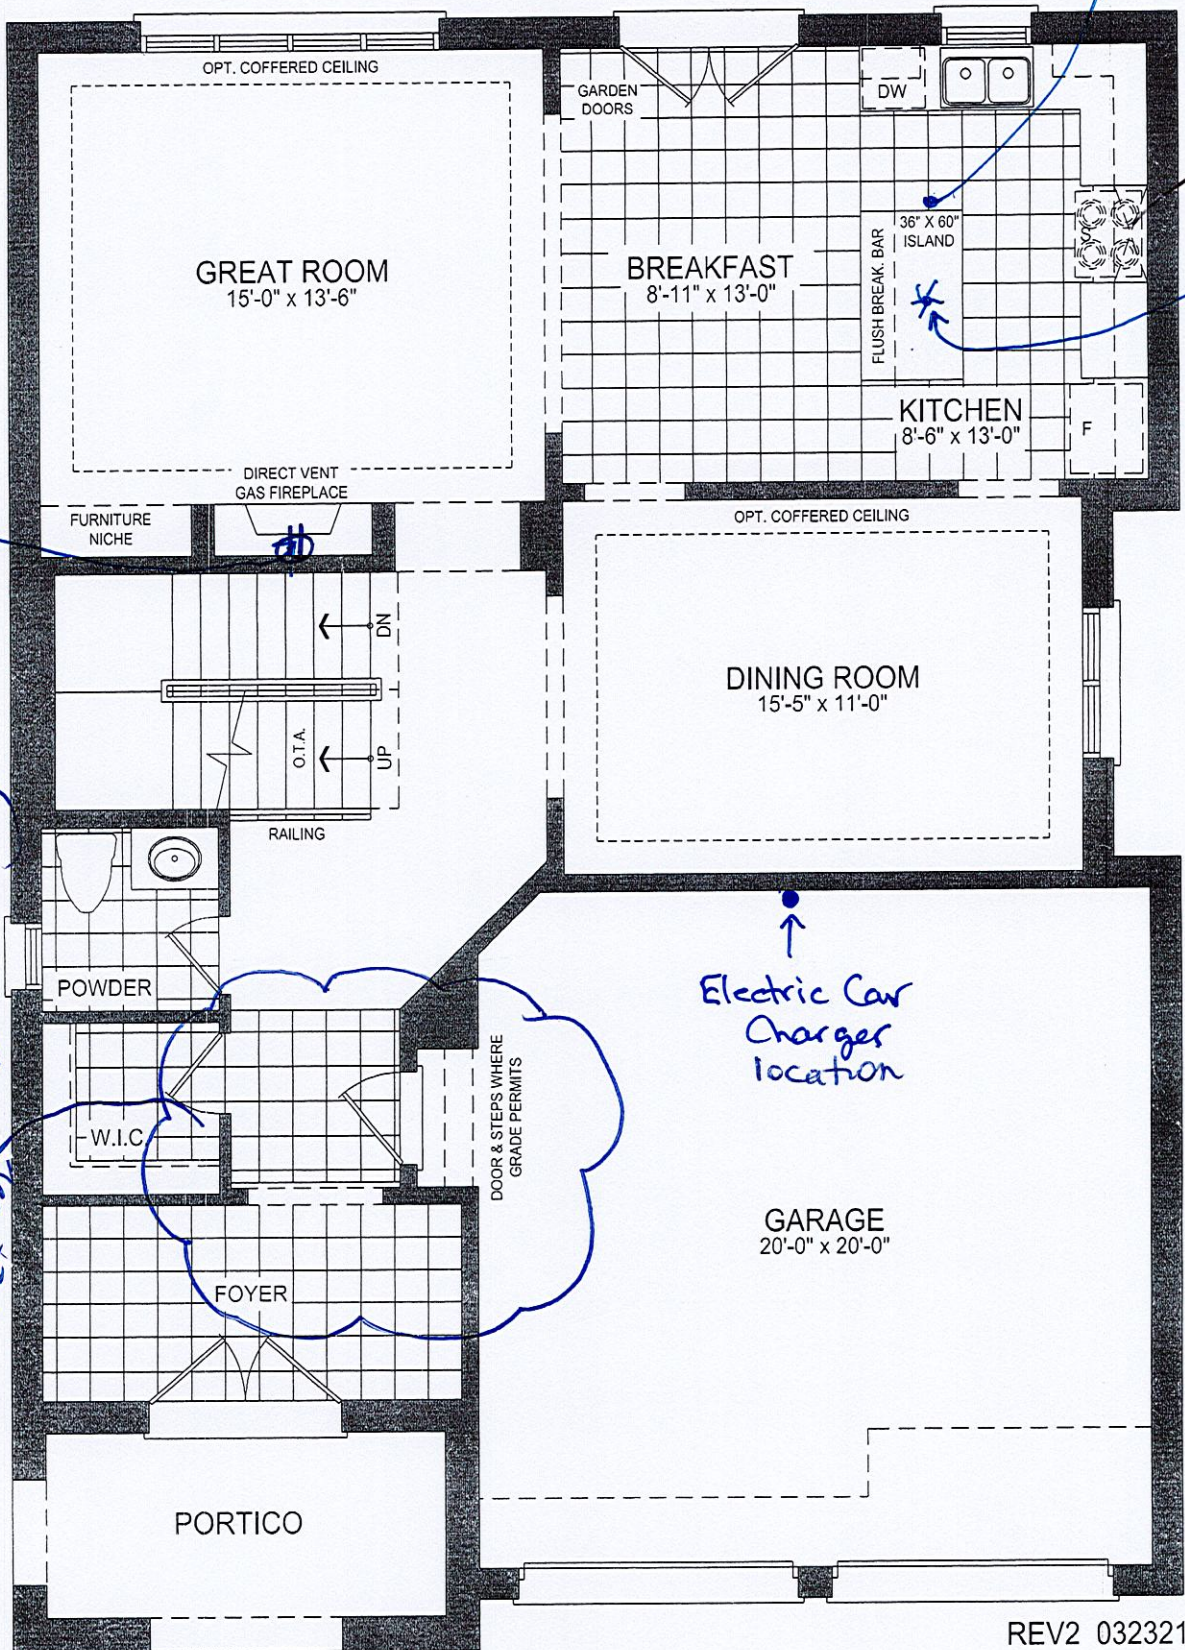 OPT. COFFERED CEILING
GARDEN
DOORS
DW
36" X 60"
ISLAND
S
FLUSH BREAK. BAR
GREAT ROOM
15'-0" x 13'-6"
BREAKFAST
8'-11" x 13'-0"
KITCHEN
8'-6" x 13'-0"
F
DIRECT VENT
GAS FIREPLACE
FURNITURE
NICHE
OPT. COFFERED CEILING
DN
DINING ROOM
15'-5" x 11'-0"
O.T.A.
UP
RAILING
POWDER
Electric Car
Charger
location
DOOR & STEPS WHERE
GRADE PERMITS
W.I.C.
GARAGE
20'-0" x 20'-0"
FOYER
PORTICO
REV2 032321